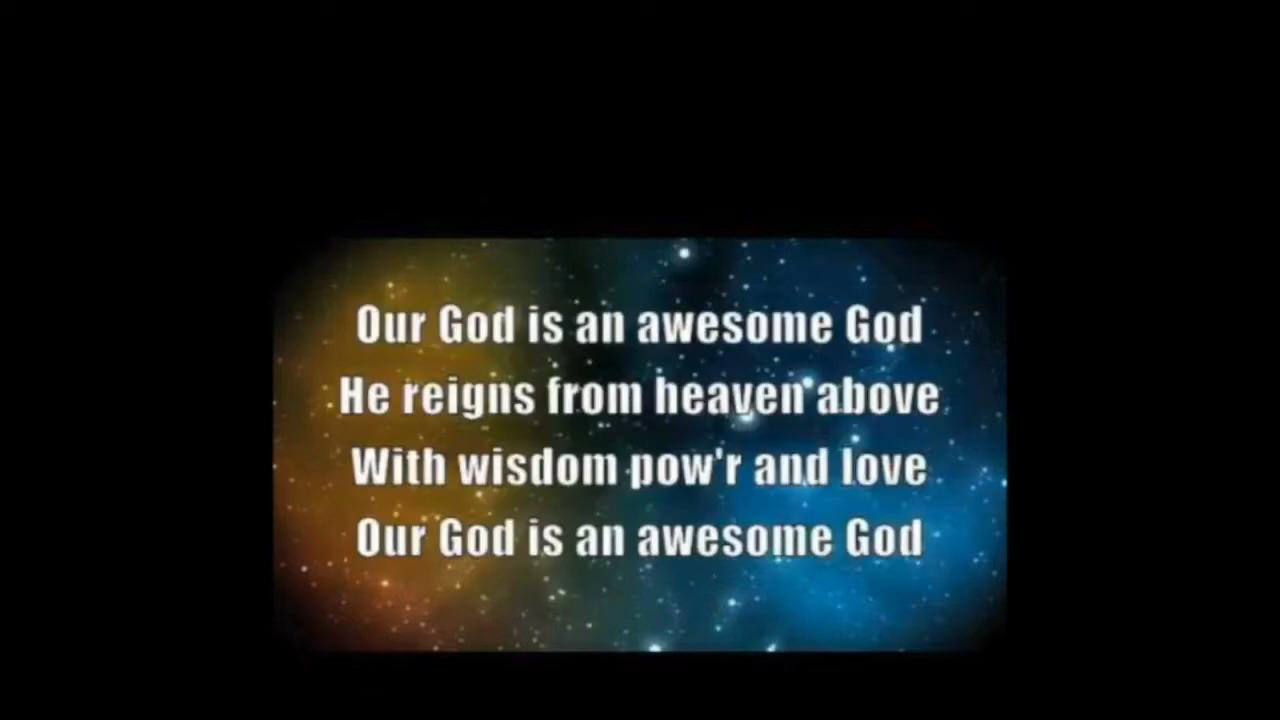 Our God is an awesome God
He reigns from heaven above
With wisdom pow'r and love
Our God is an awesome God